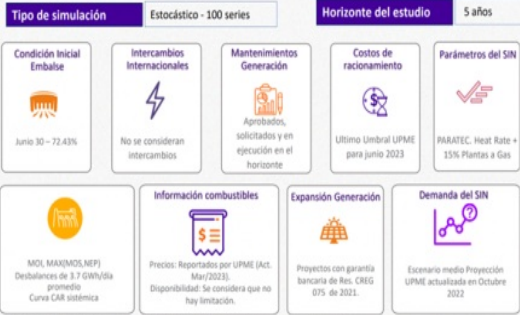 Tipo de simulación
Estocástico - 100 series
Horizonte del estudio
5 años
Condición Inicial
Embalse
Junio 30 – 72.43%
Intercambios
Internacionales
No se consideran
intercambios
Mantenimientos
Generación
Aprobados,
solicitados y en
ejecución en el
horizonte
Costos de
racionamiento
Ultimo Umbral UPME
para junio 2023
Parámetros del SIN
PARATEC. Heat Rate +
15% Plantas a Gas
MOI, MAX(MOS,NEP)
Desbalances de 3.7 GWh/día
promedio
Curva CAR sistémica
Información combustibles
Precios: Reportados por UPME (Act.
Mar/2023).
Disponibilidad: Se considera que no
hay limitación.
Expansión Generación
Proyectos con garantía
bancaria de Res. CREG
075 de 2021.
Demanda del SIN
Escenario medio Proyección
UPME actualizada en Octubre
2022